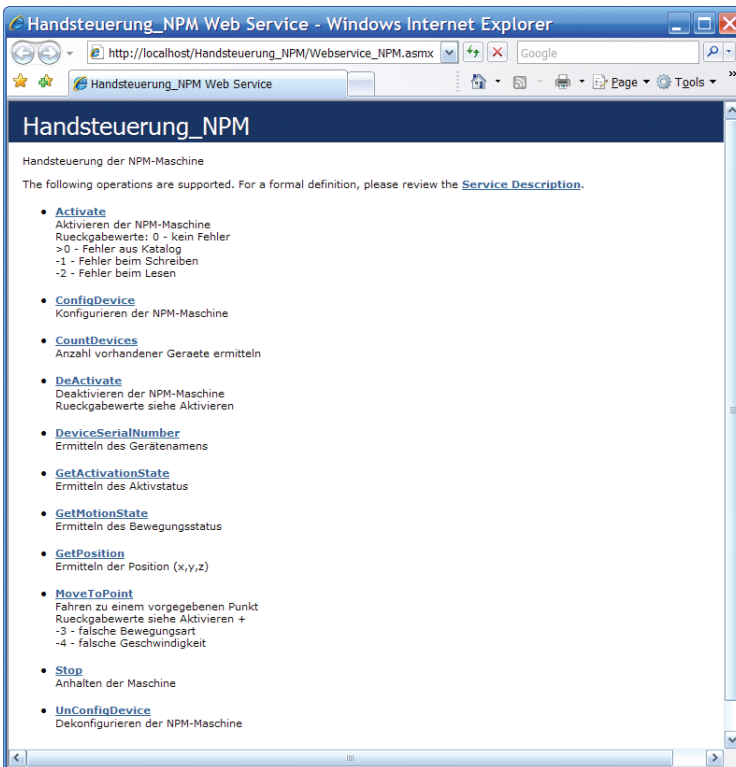 Handsteuerung_NPM Web Service - Windows Internet Explorer
http://localhost/Handsteuerung_NPM/Webservice_NPM.asmx
Google
Handsteuerung_NPM Web Service
Page
Tools
»
Handsteuerung_NPM
Handsteuerung der NPM-Maschine
The following operations are supported. For a formal definition, please review the Service Description.
• Activate
Aktivieren der NPM-Maschine
Rueckgabewerte: 0 - kein Fehler
>0 - Fehler aus Katalog
-1 - Fehler beim Schreiben
-2 - Fehler beim Lesen
• ConfigDevice
Konfigurieren der NPM-Maschine
• CountDevices
Anzahl vorhandener Geraete ermitteln
• DeActivate
Deaktivieren der NPM-Maschine
Rueckgabewerte siehe Aktivieren
• DeviceSerialNumber
Ermitteln des Gerätenamens
• GetActivationState
Ermitteln des Aktivstatus
• GetMotionState
Ermitteln des Bewegungsstatus
• GetPosition
Ermitteln der Position (x,y,z)
• MoveToPoint
Fahren zu einem vorgegebenen Punkt
Rueckgabewerte siehe Aktivieren +
-3 - falsche Bewegungsart
-4 - falsche Geschwindigkeit
• Stop
Anhalten der Maschine
• UnConfigDevice
Dekonfigurieren der NPM-Maschine